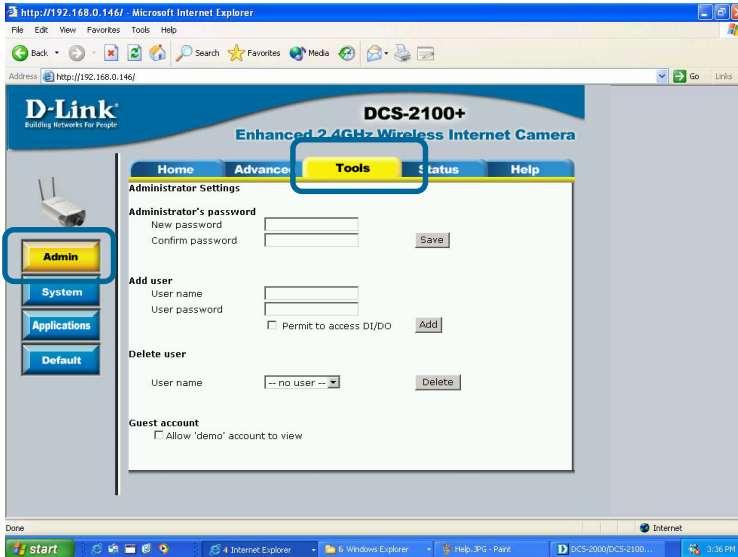 http://192.168.0.146/ - Microsoft Internet Explorer
File Edit View Favorites Tools Help
Back Search Favorites Media
Address http://192.168.0.146/ Go Links
D-Link
Building Networks for People
DCS-2100+
Enhanced 2.4GHz Wireless Internet Camera
Home Advanced Tools Status Help
Admin
System
Applications
Default
Administrator Settings
Administrator's password
New password
Confirm password Save
Add user
User name
User password
Permit to access DI/DO Add
Delete user
User name -- no user -- Delete
Guest account
Allow 'demo' account to view
Done Internet
start 4 Internet Explorer 6 Windows Explorer Help.JPG - Paint DCS-2000/DCS-2100... 3:36 PM